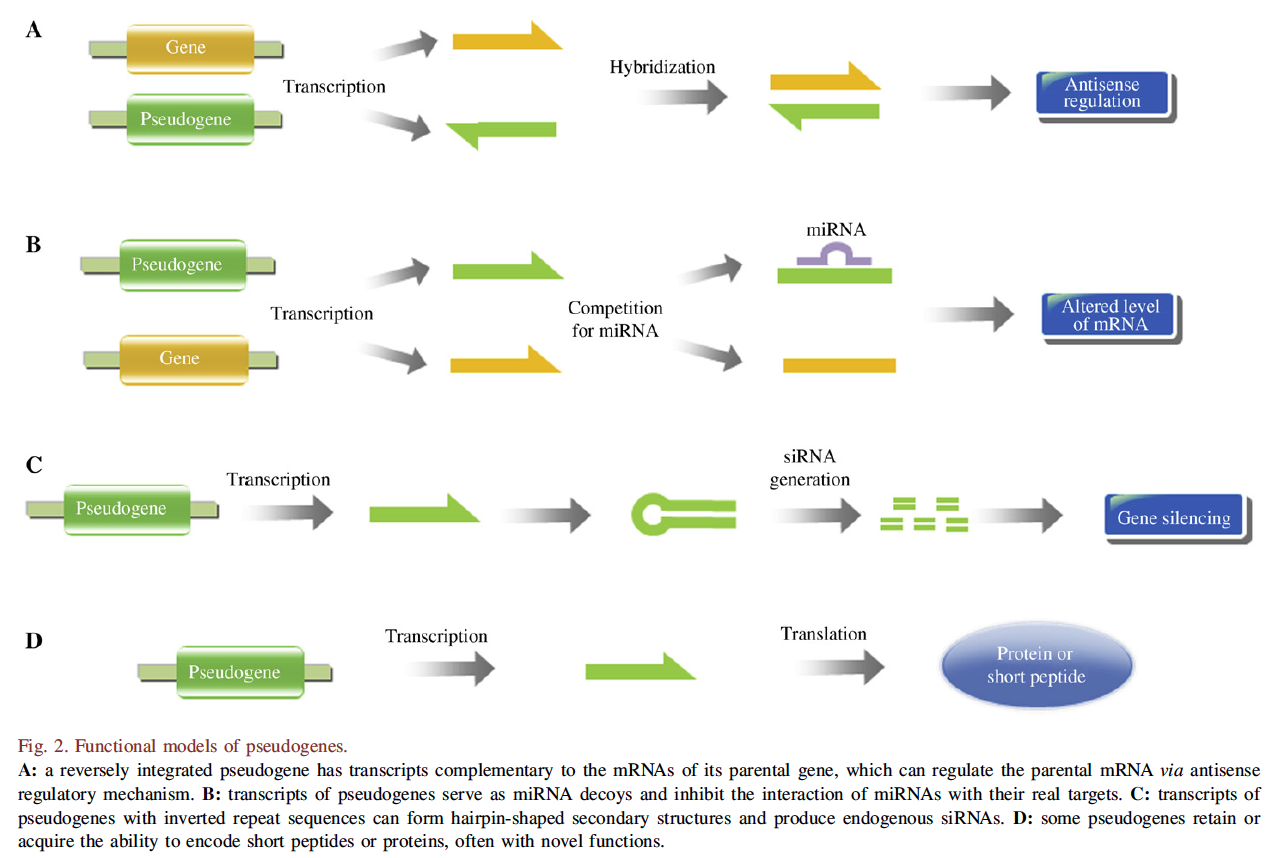 A
Gene
Transcription
Pseudogene
Hybridization
Antisense
regulation
B
Pseudogene
Transcription
Gene
Competition
for miRNA
miRNA
Altered level
of mRNA
C
Pseudogene
Transcription
siRNA
generation
Gene silencing
D
Pseudogene
Transcription
Translation
Protein or
short peptide
Fig. 2. Functional models of pseudogenes.
A: a reversely integrated pseudogene has transcripts complementary to the mRNAs of its parental gene, which can regulate the parental mRNA via antisense
regulatory mechanism. B: transcripts of pseudogenes serve as miRNA decoys and inhibit the interaction of miRNAs with their real targets. C: transcripts of
pseudogenes with inverted repeat sequences can form hairpin-shaped secondary structures and produce endogenous siRNAs. D: some pseudogenes retain or
acquire the ability to encode short peptides or proteins, often with novel functions.